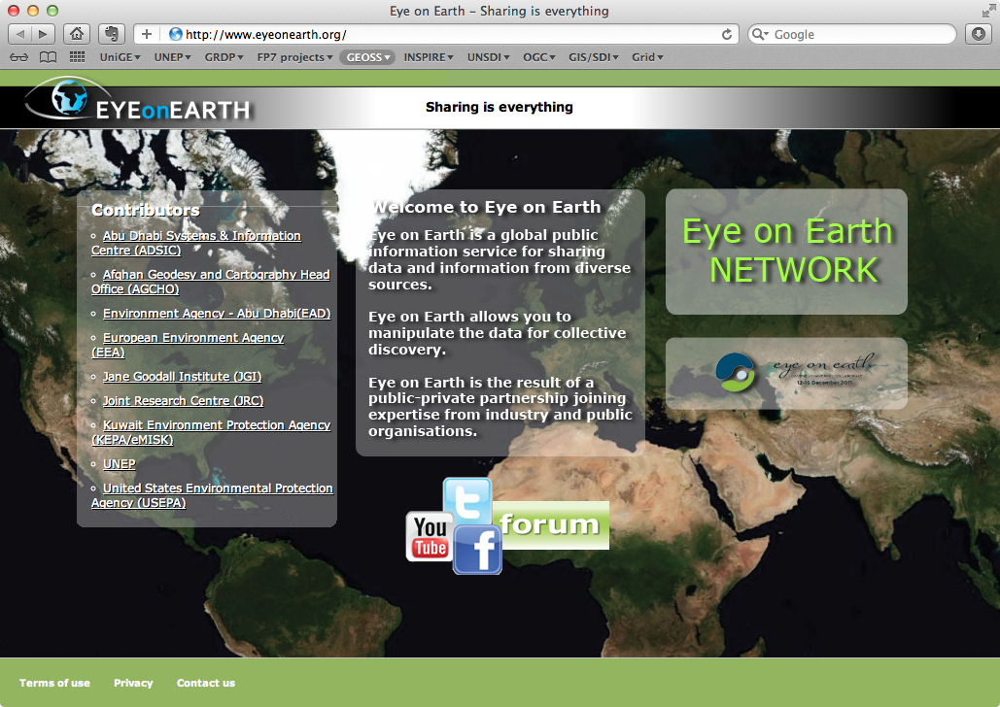 Eye on Earth – Sharing is everything
http://www.eyeonearth.org/
Google
UniGE UNEP GRDP FP7 projects GEOSS INSPIRE UNSDI OGC GIS/SDI Grid
EYEonEARTH
Sharing is everything
Contributors
Abu Dhabi Systems & Information
Centre (ADSIC)
Afghan Geodesy and Cartography Head
Office (AGCHO)
Environment Agency - Abu Dhabi(EAD)
European Environment Agency
(EEA)
Jane Goodall Institute (JGI)
Joint Research Centre (JRC)
Kuwait Environment Protection Agency
(KEPA/eMISK)
UNEP
United States Environmental Protection
Agency (USEPA)
Welcome to Eye on Earth
Eye on Earth is a global public
information service for sharing
data and information from diverse
sources.
Eye on Earth allows you to
manipulate the data for collective
discovery.
Eye on Earth is the result of a
public-private partnership joining
expertise from industry and public
organisations.
Eye on Earth
NETWORK
eye on earth
12-15 December 2011
t
You
Tube
f
forum
Terms of use Privacy Contact us